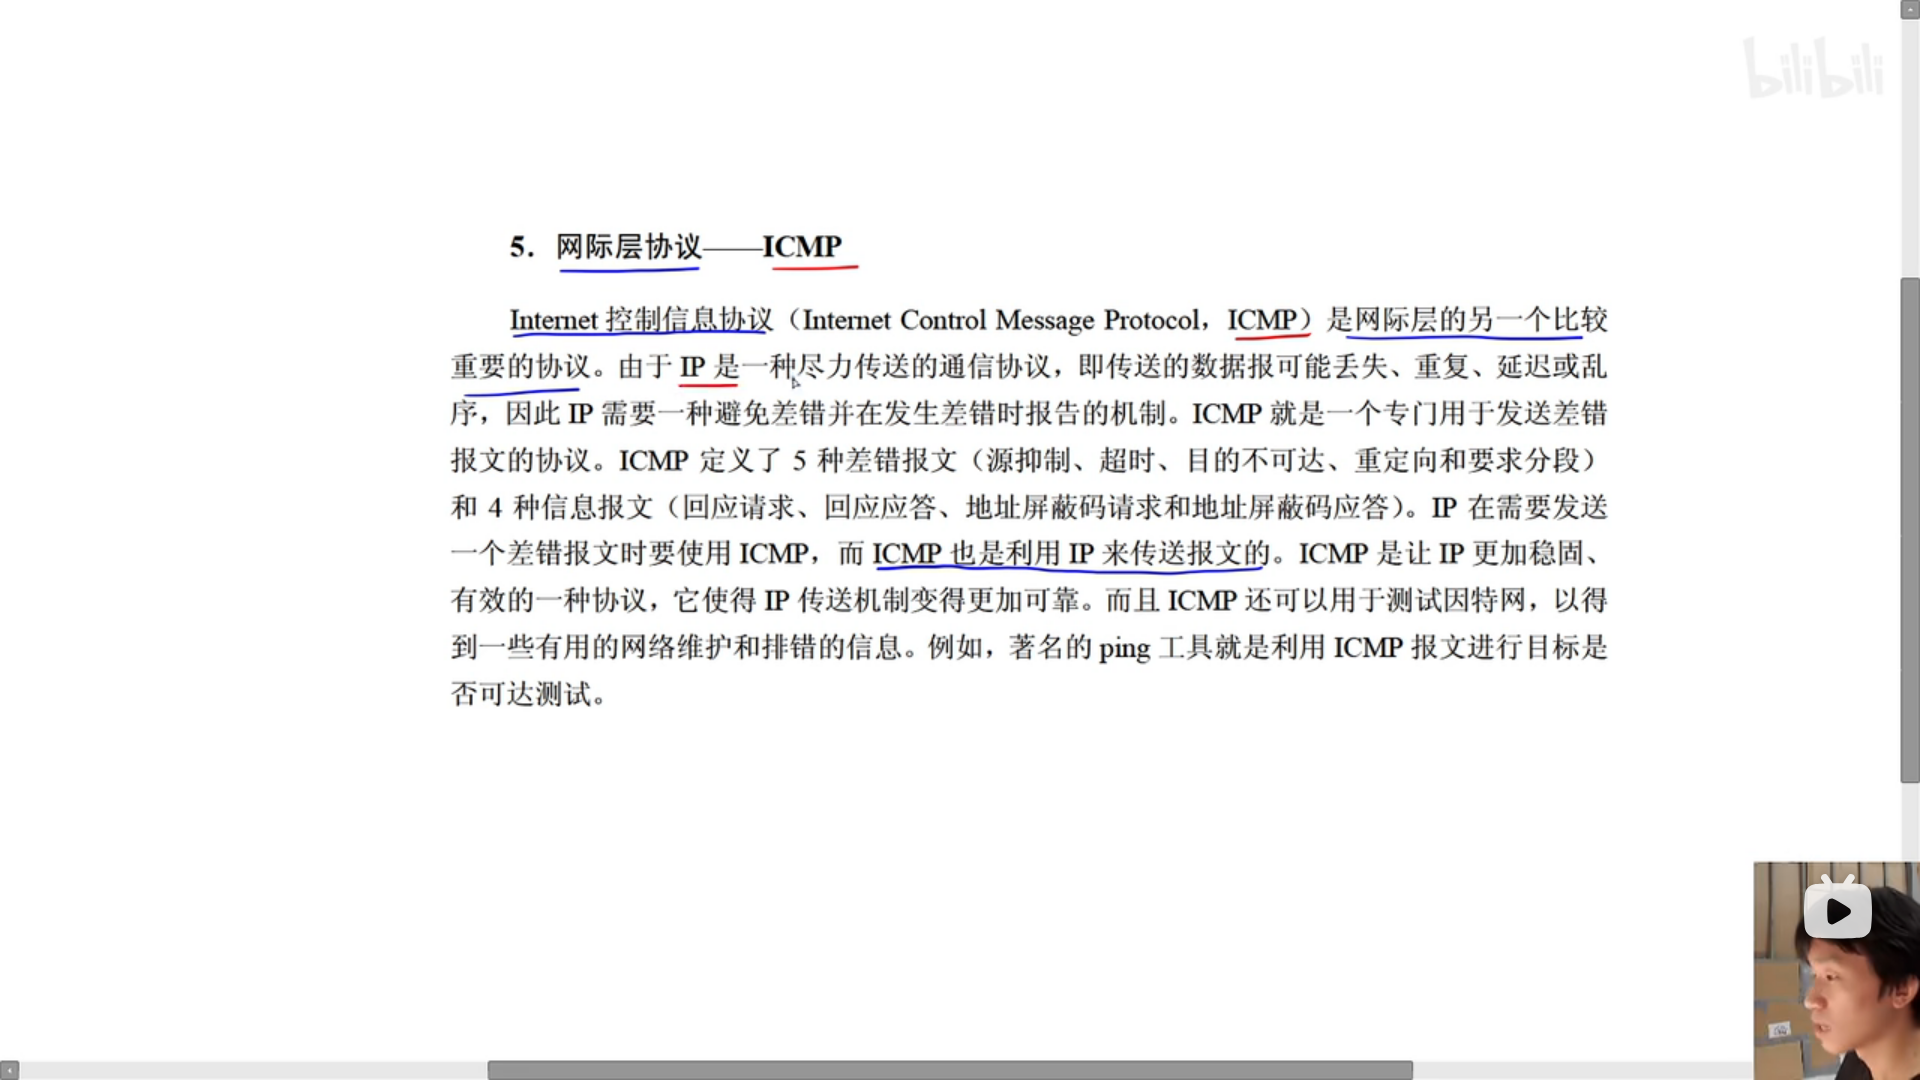 bilibili
5. 网际层协议——ICMP
Internet 控制信息协议（Internet Control Message Protocol，ICMP）是网际层的另一个比较
重要的协议。由于 IP 是一种尽力传送的通信协议，即传送的数据报可能丢失、重复、延迟或乱
序，因此 IP 需要一种避免差错并在发生差错时报告的机制。ICMP 就是一个专门用于发送差错
报文的协议。ICMP 定义了 5 种差错报文（源抑制、超时、目的不可达、重定向和要求分段）
和 4 种信息报文（回应请求、回应应答、地址屏蔽码请求和地址屏蔽码应答）。IP 在需要发送
一个差错报文时要使用 ICMP，而 ICMP 也是利用 IP 来传送报文的。ICMP 是让 IP 更加稳固、
有效的一种协议，它使得 IP 传送机制变得更加可靠。而且 ICMP 还可以用于测试因特网，以得
到一些有用的网络维护和排错的信息。例如，著名的 ping 工具就是利用 ICMP 报文进行目标是
否可达测试。